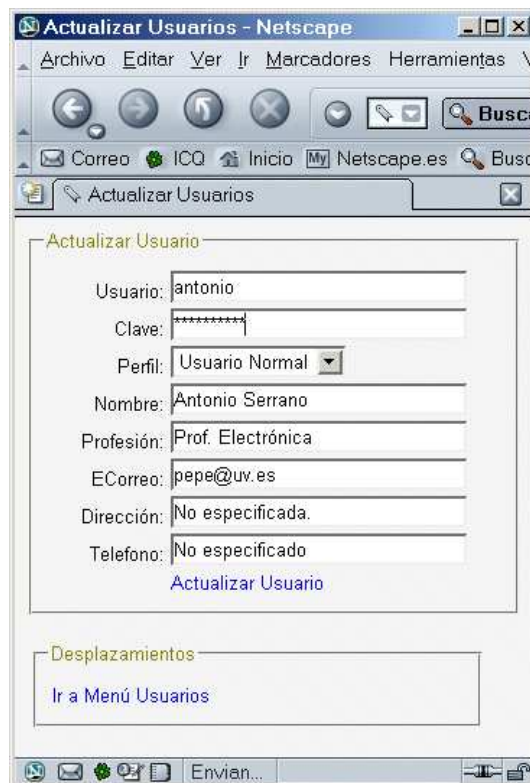 Actualizar Usuarios - Netscape
Archivo Editar Ver Ir Marcadores Herramientas
Busc
Correo ICQ Inicio My Netscape.es Busc
Actualizar Usuarios
Actualizar Usuario
Usuario: antonio
Clave: **********
Perfil: Usuario Normal
Nombre: Antonio Serrano
Profesión: Prof. Electrónica
ECorreo: pepe@uv.es
Dirección: No especificada.
Telefono: No especificado
Actualizar Usuario
Desplazamientos
Ir a Menú Usuarios
Envian...